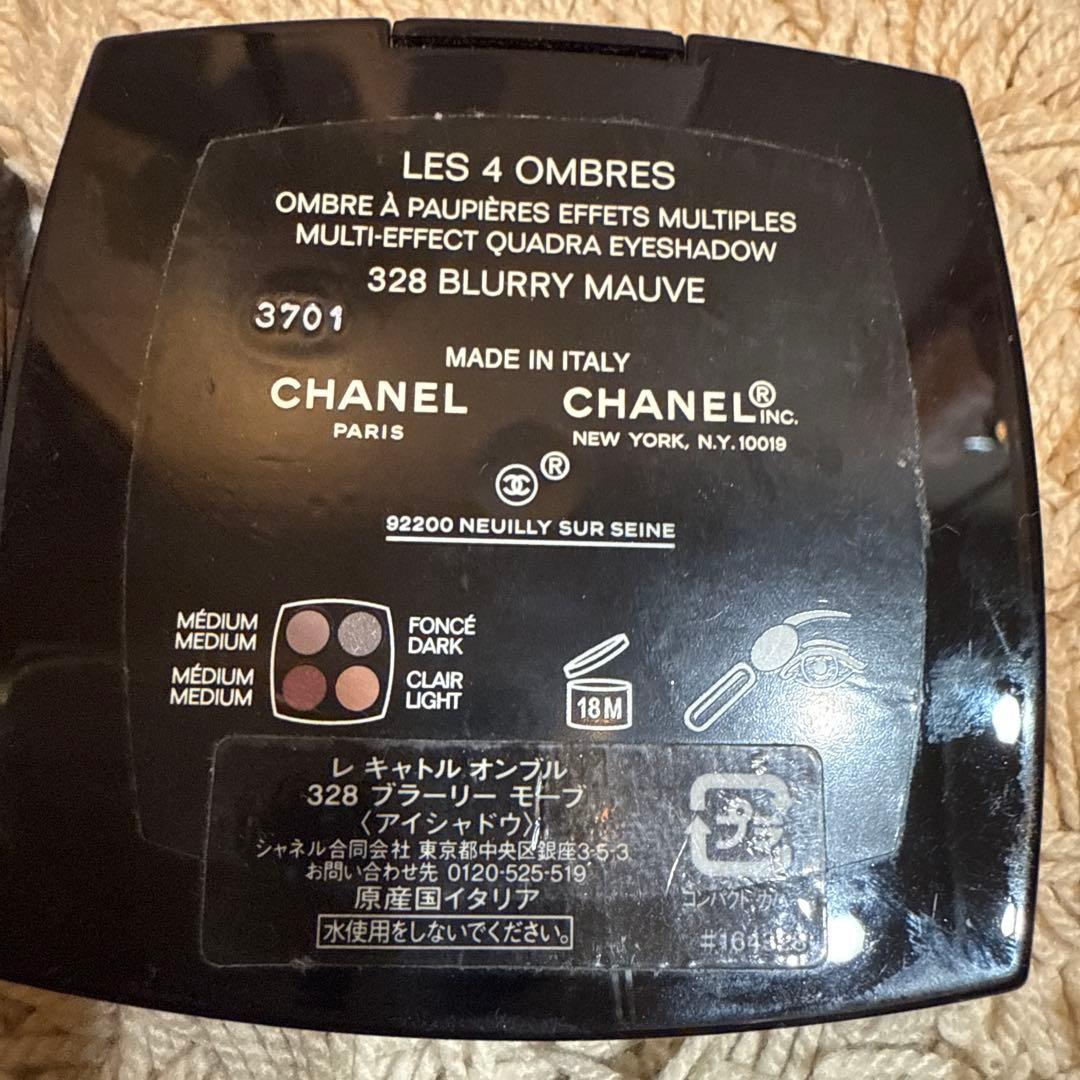 LES 4 OMBRES
OMBRE À PAUPIÈRES EFFETS MULTIPLES
MULTI-EFFECT QUADRA EYESHADOW
328 BLURRY MAUVE
3701
MADE IN ITALY
CHANEL
PARIS
CHANEL® INC.
NEW YORK, N.Y. 10019
®
92200 NEUILLY SUR SEINE
MÉDIUM
MEDIUM
FONCÉ
DARK
MÉDIUM
MEDIUM
CLAIR
LIGHT
18M
レ キャトル オンブル
328 ブラーリー モーブ
〈アイシャドウ〉
シャネル合同会社 東京都中央区銀座3-5-3
お問い合わせ先 0120-525-519
原産国イタリア
水使用をしないでください。
プラ